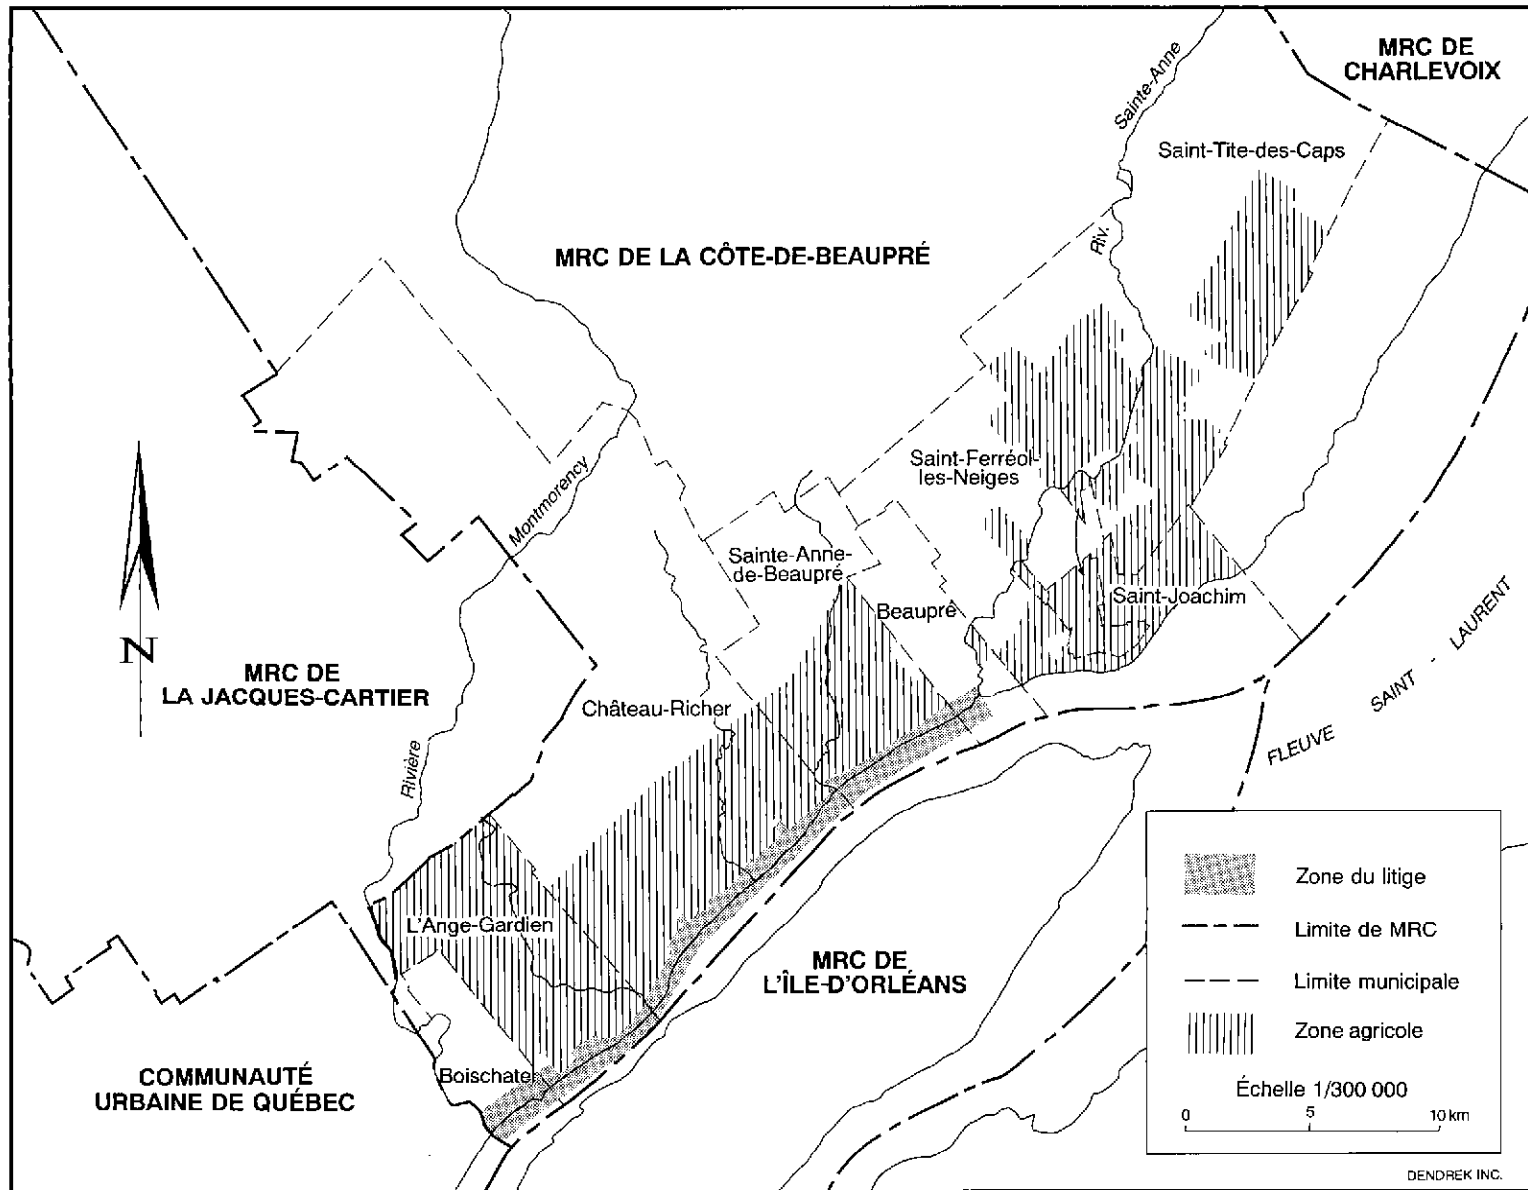 MRC DE
CHARLEVOIX
Sainte-Anne
Saint-Tite-des-Caps
Riv.
MRC DE LA CÔTE-DE-BEAUPRÉ
Saint-Ferréol-
les-Neiges
Montmorency
Sainte-Anne-
de-Beaupré
Beaupré
Saint-Joachim
N
MRC DE
LA JACQUES-CARTIER
Château-Richer
Rivière
FLEUVE SAINT - LAURENT
L'Ange-Gardien
MRC DE
L'ÎLE-D'ORLÉANS
Boischatel
COMMUNAUTÉ
URBAINE DE QUÉBEC
Zone du litige
Limite de MRC
Limite municipale
Zone agricole
Échelle 1/300 000
0 5 10 km
DENDREK INC.